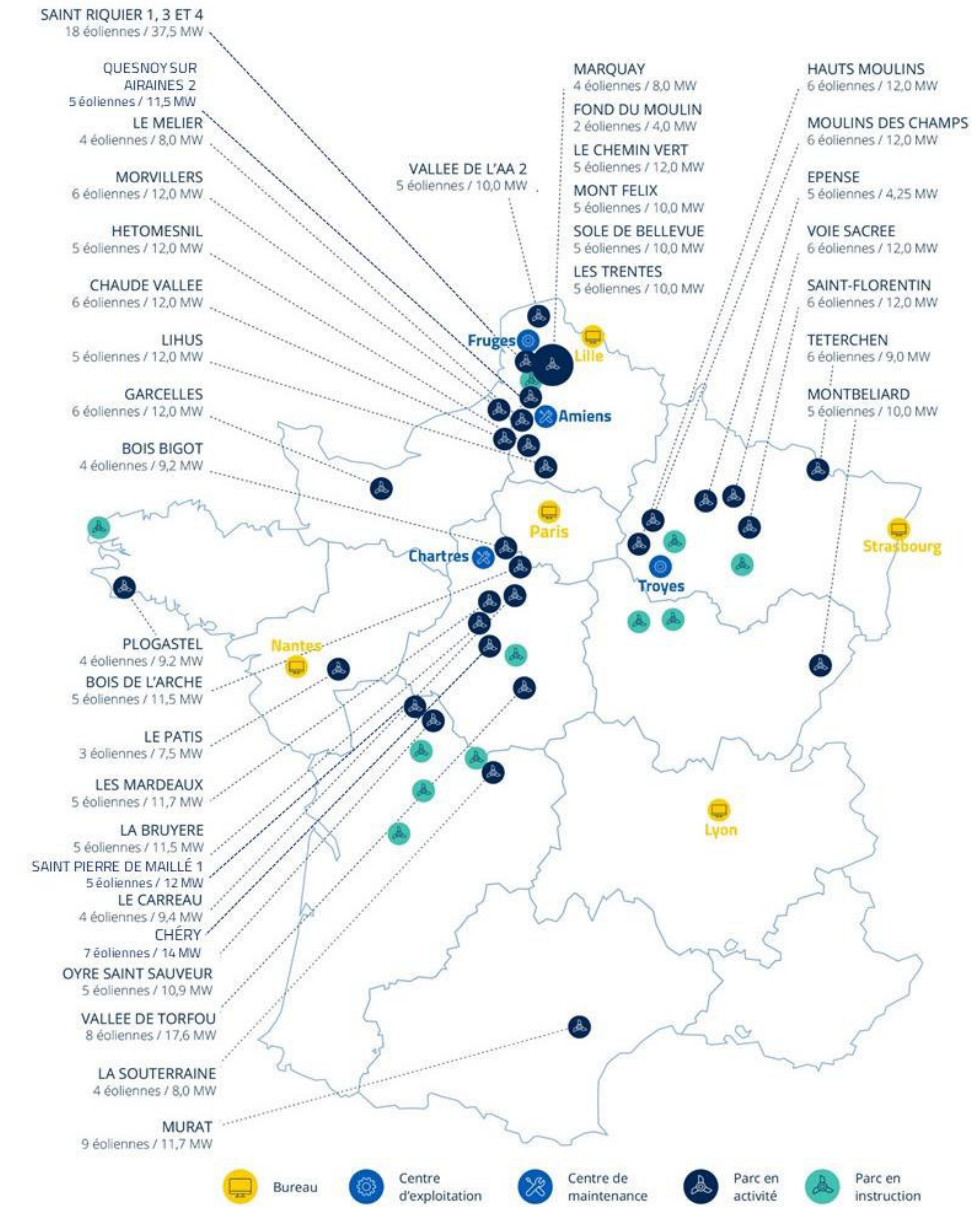 SAINT RIQUIER 1, 3 ET 4
18 éoliennes / 37,5 MW
QUESNOY SUR
AIRAINES 2
5 éoliennes / 11,5 MW
LE MELIER
4 éoliennes / 8,0 MW
MORVILLERS
6 éoliennes / 12,0 MW
HETOMESNIL
5 éoliennes / 12,0 MW
CHAUDE VALLEE
6 éoliennes / 12,0 MW
LIHUS
5 éoliennes / 12,0 MW
GARCELLES
6 éoliennes / 12,0 MW
BOIS BIGOT
4 éoliennes / 9,2 MW
VALLEE DE L'AA 2
5 éoliennes / 10,0 MW
MARQUAY
4 éoliennes / 8,0 MW
FOND DU MOULIN
2 éoliennes / 4,0 MW
LE CHEMIN VERT
5 éoliennes / 12,0 MW
MONT FELIX
5 éoliennes / 10,0 MW
SOLE DE BELLEVUE
5 éoliennes / 10,0 MW
LES TRENTES
5 éoliennes / 10,0 MW
HAUTS MOULINS
6 éoliennes / 12,0 MW
MOULINS DES CHAMPS
6 éoliennes / 12,0 MW
EPENSE
5 éoliennes / 4,25 MW
VOIE SACREE
6 éoliennes / 12,0 MW
SAINT-FLORENTIN
6 éoliennes / 12,0 MW
TETERCHEN
6 éoliennes / 9,0 MW
MONTBELIARD
5 éoliennes / 10,0 MW
Fruges
Lille
Amiens
Paris
Chartres
Troyes
Strasbourg
Nantes
Lyon
PLOGASTEL
4 éoliennes / 9.2 MW
BOIS DE L'ARCHE
5 éoliennes / 11,5 MW
LE PATIS
3 éoliennes / 7,5 MW
LES MARDEAUX
5 éoliennes / 11,7 MW
LA BRUYERE
5 éoliennes / 11,5 MW
SAINT PIERRE DE MAILLÉ 1
5 éoliennes / 12 MW
LE CARREAU
4 éoliennes / 9,4 MW
CHÉRY
7 éoliennes / 14 MW
OYRE SAINT SAUVEUR
5 éoliennes / 10,9 MW
VALLEE DE TORFOU
8 éoliennes / 17,6 MW
LA SOUTERRAINE
4 éoliennes / 8,0 MW
MURAT
9 éoliennes / 11,7 MW
Bureau
Centre
d'exploitation
Centre de
maintenance
Parc en
activité
Parc en
instruction